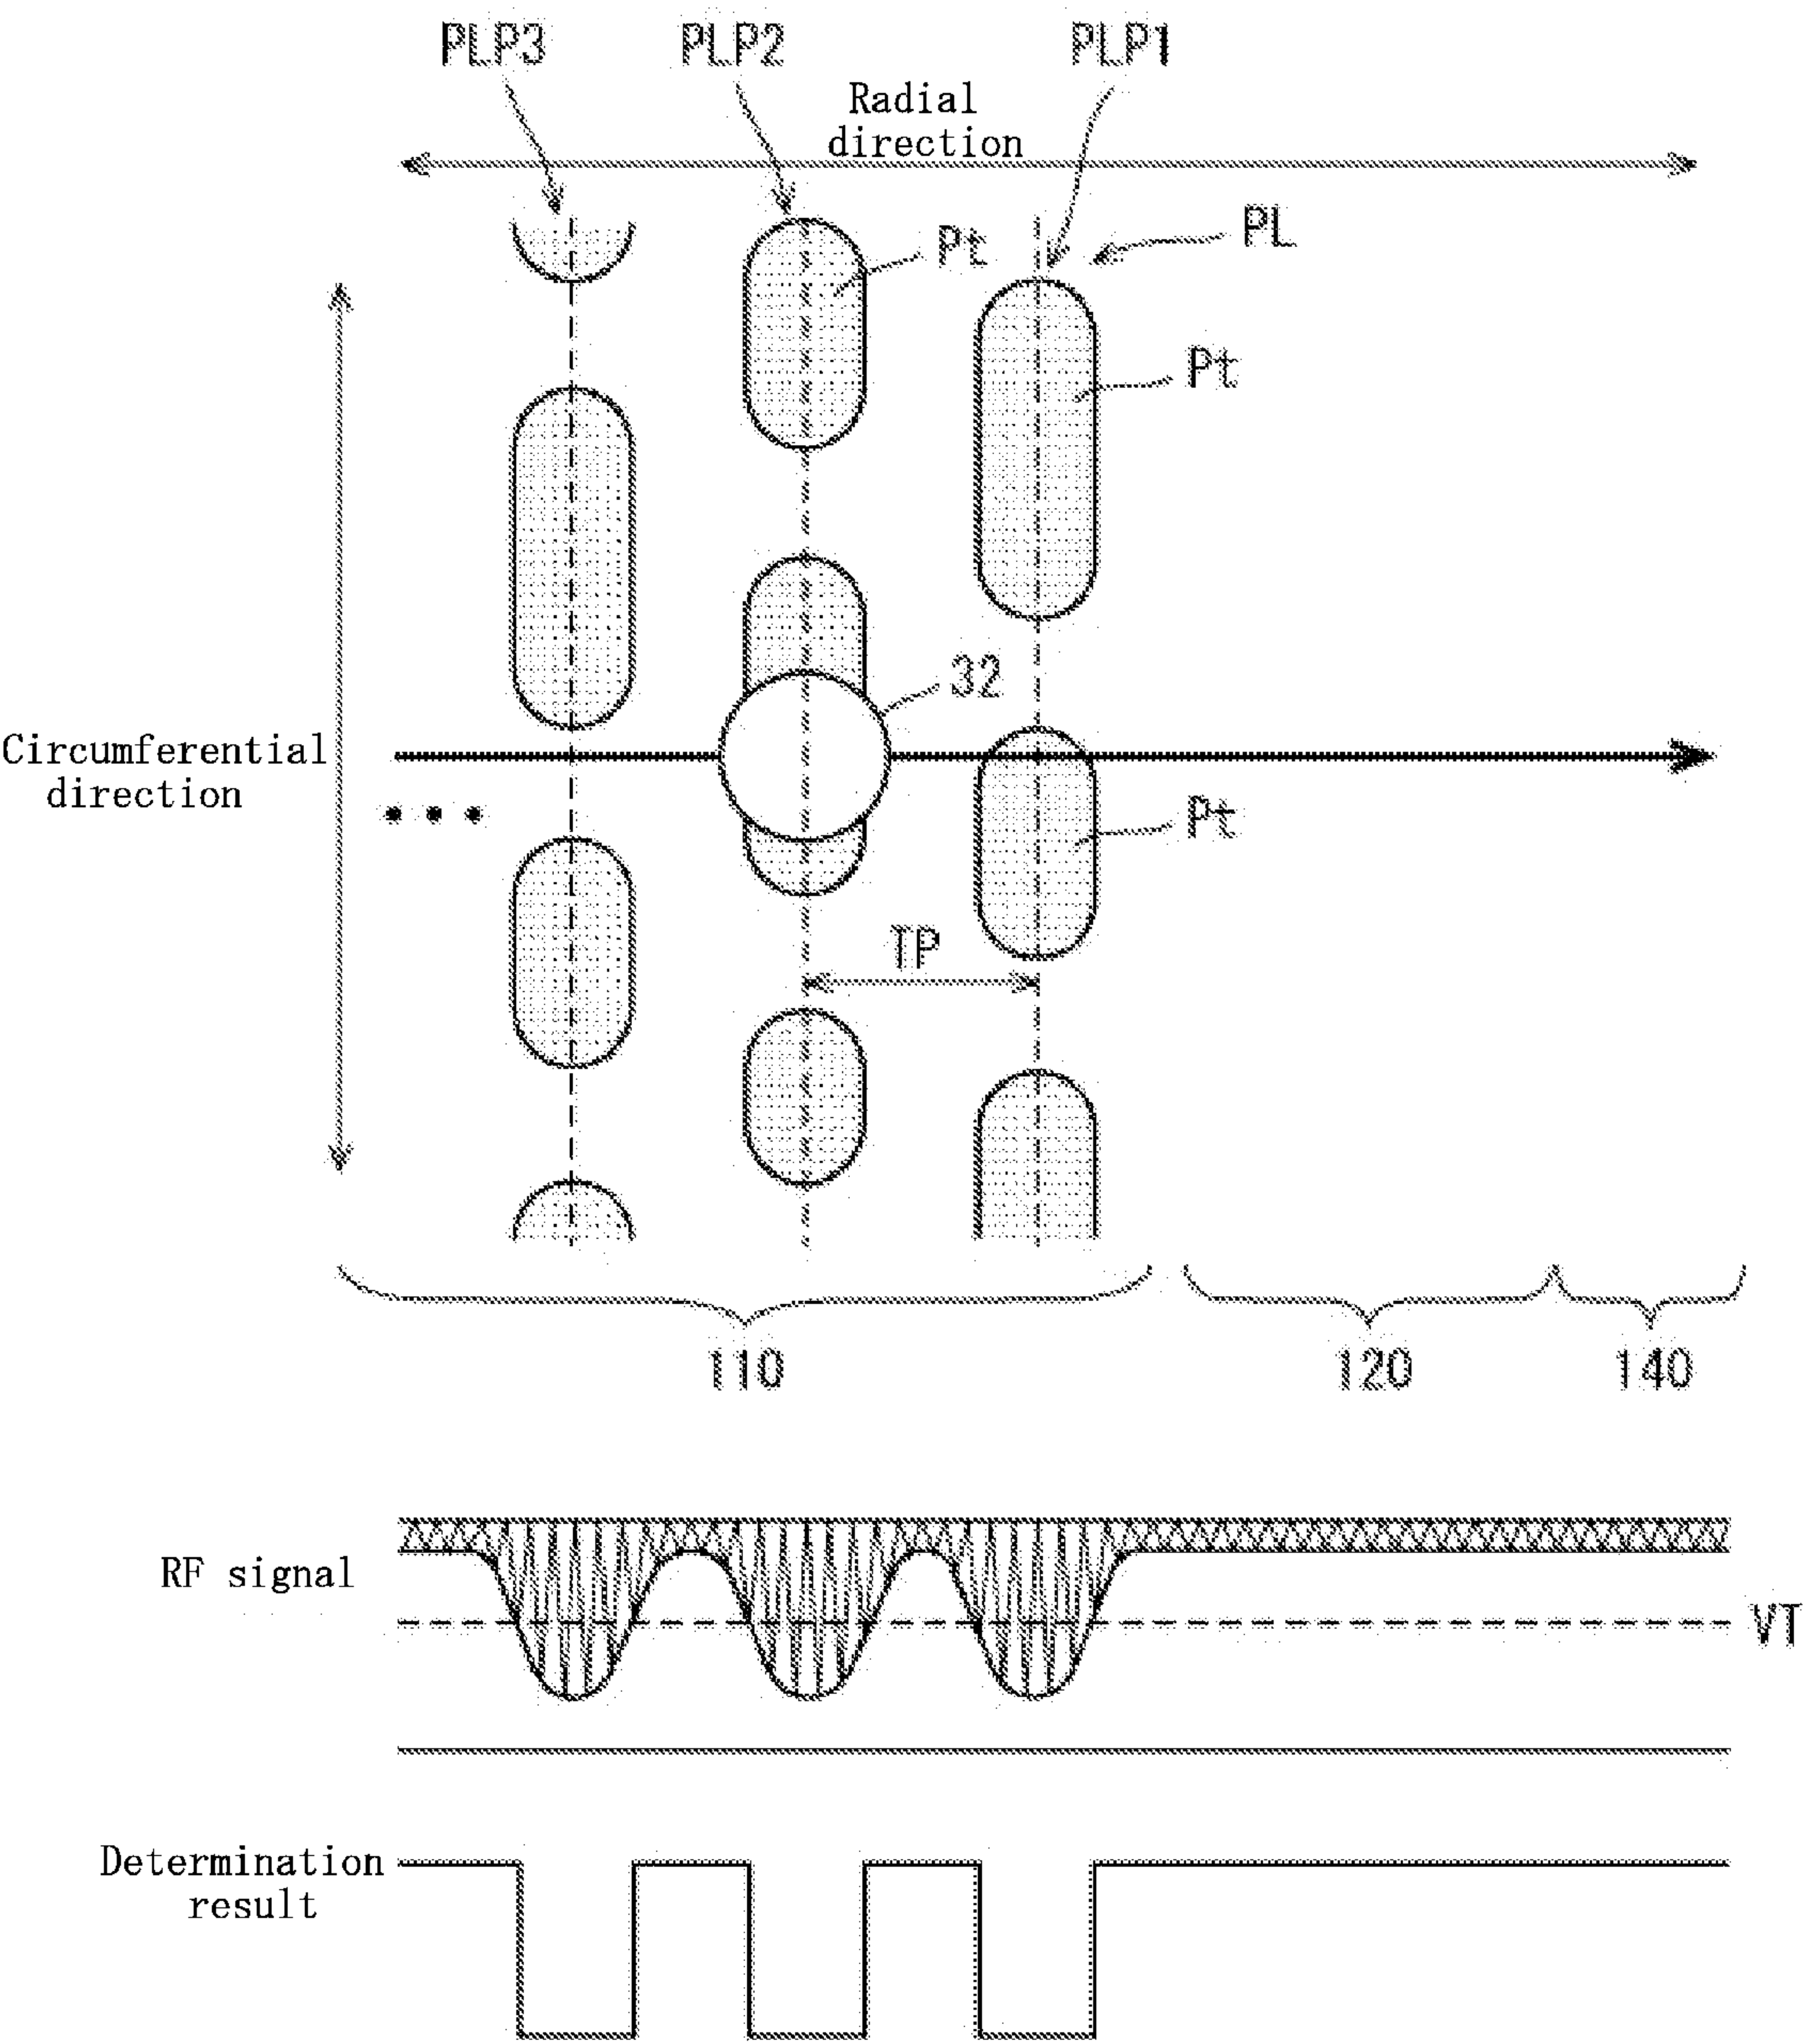 PLP3 PLP2 PLP1
Radial
direction
Pt PL
Pt
32
Circumferential
direction
• • •
Pt
TP
110 120 140
RF signal
VT
Determination
result